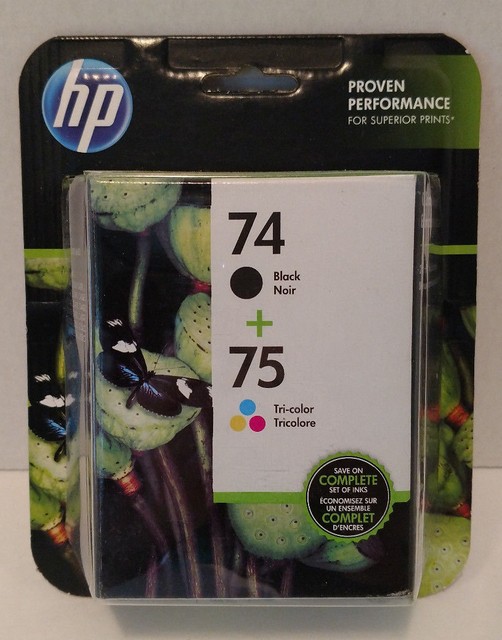 hp
PROVEN
PERFORMANCE
FOR SUPERIOR PRINTS*
74
Black
Noir
+
75
Tri-color
Tricolore
SAVE ON
COMPLETE
SET OF INKS
ÉCONOMISEZ SUR
UN ENSEMBLE
COMPLET
D'ENCRES